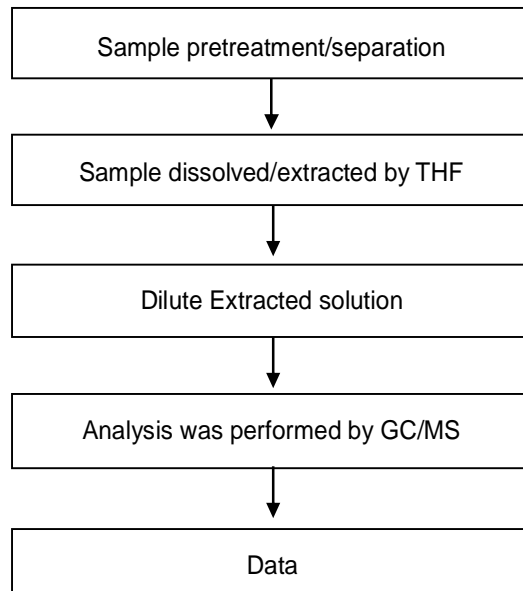 Sample pretreatment/separation
Sample dissolved/extracted by THF
Dilute Extracted solution
Analysis was performed by GC/MS
Data